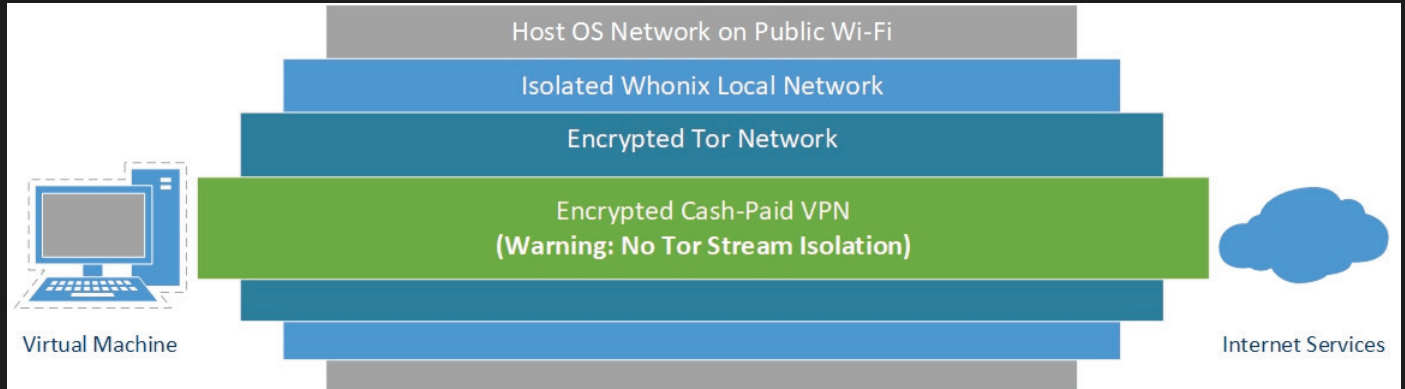 Host OS Network on Public Wi-Fi
Isolated Whonix Local Network
Encrypted Tor Network
Encrypted Cash-Paid VPN
(Warning: No Tor Stream Isolation)
Virtual Machine
Internet Services